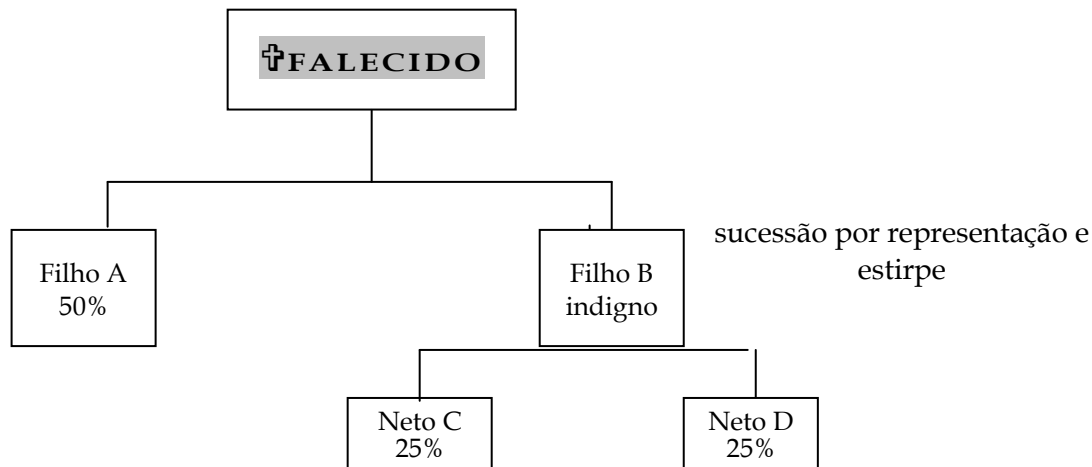 ✞FALECIDO
Filho A
50%
Filho B
indigno
sucessão por representação e
estirpe
Neto C
25%
Neto D
25%